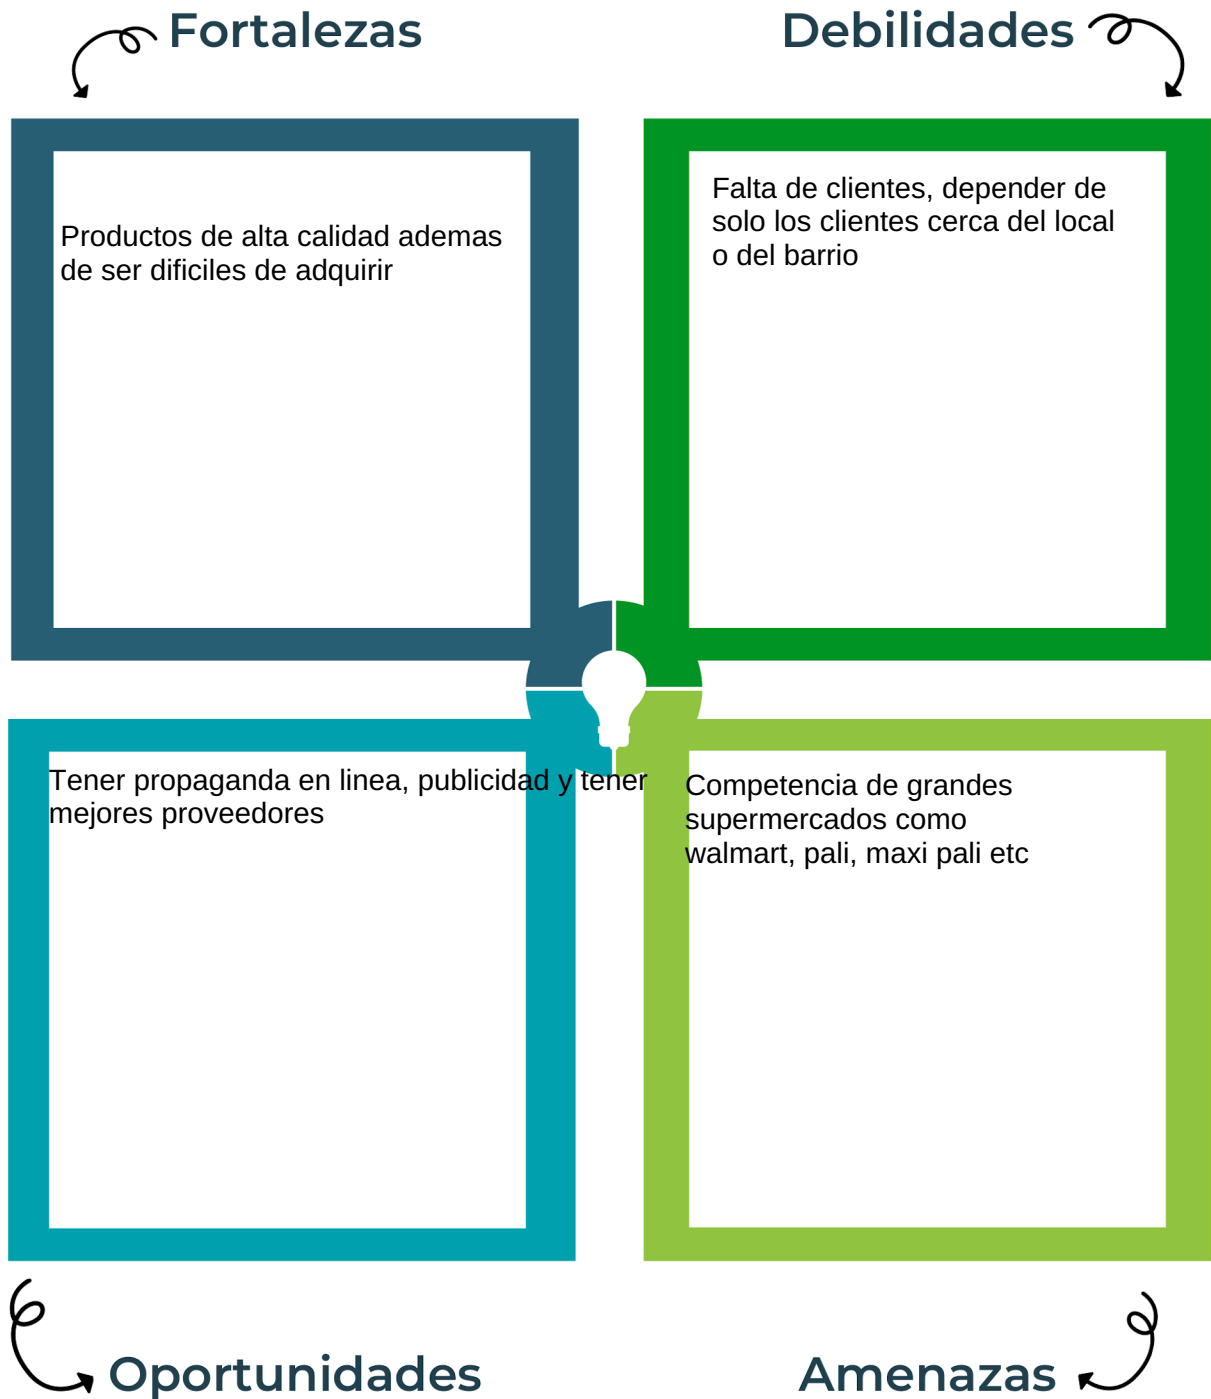 Fortalezas
Debilidades
Productos de alta calidad ademas
de ser dificiles de adquirir
Falta de clientes, depender de
solo los clientes cerca del local
o del barrio
Tener propaganda en linea, publicidad y tener
mejores proveedores
Competencia de grandes
supermercados como
walmart, pali, maxi pali etc
Oportunidades
Amenazas